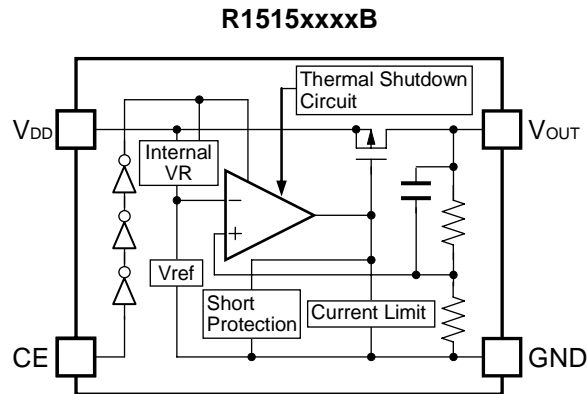 R1515xxxxB
Thermal Shutdown
Circuit
VDD
VOUT
Internal
VR
−
+
Vref
Short
Protection
Current Limit
CE
GND